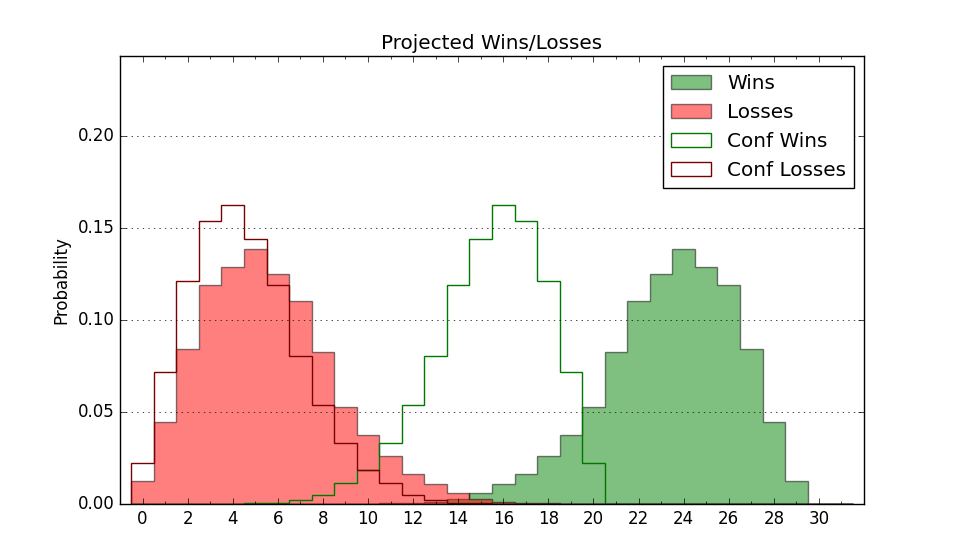 Projected Wins/Losses
Wins
Losses
Conf Wins
Conf Losses
Probability
0.20
0.15
0.10
0.05
0.00
0 2 4 6 8 10 12 14 16 18 20 22 24 26 28 30